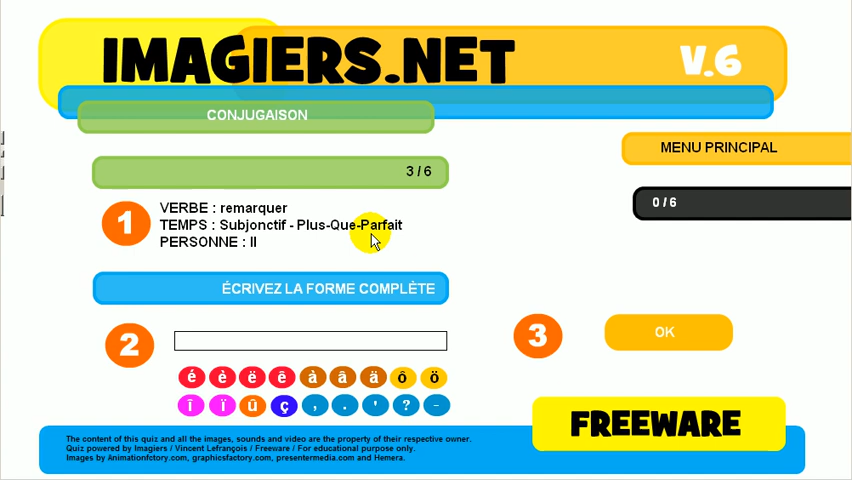 IMAGIERS.NET
V.6
CONJUGAISON
MENU PRINCIPAL
3 / 6
0 / 6
1
VERBE : remarquer
TEMPS : Subjonctif - Plus-Que-Parfait
PERSONNE : II
ÉCRIVEZ LA FORME COMPLÈTE
2
3
OK
é è ë ê à â ä ô ö
î ï û ç , . ' ? -
FREEWARE
The content of this quiz and all the images, sounds and video are the property of their respective owner.
Quiz powered by Imagiers / Vincent Lefrançois / Freeware / For educational purpose only.
Images by Animationfctory.com, graphicsfactory.com, presentermedia.com and Hemera.